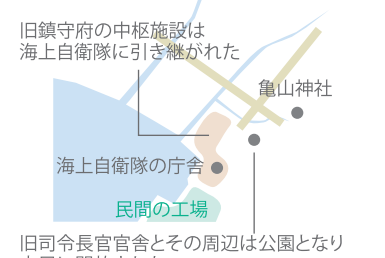 旧鎮守府の中枢施設は
海上自衛隊に引き継がれた
亀山神社
海上自衛隊の庁舎
民間の工場
旧司令長官官舎とその周辺は公園となり